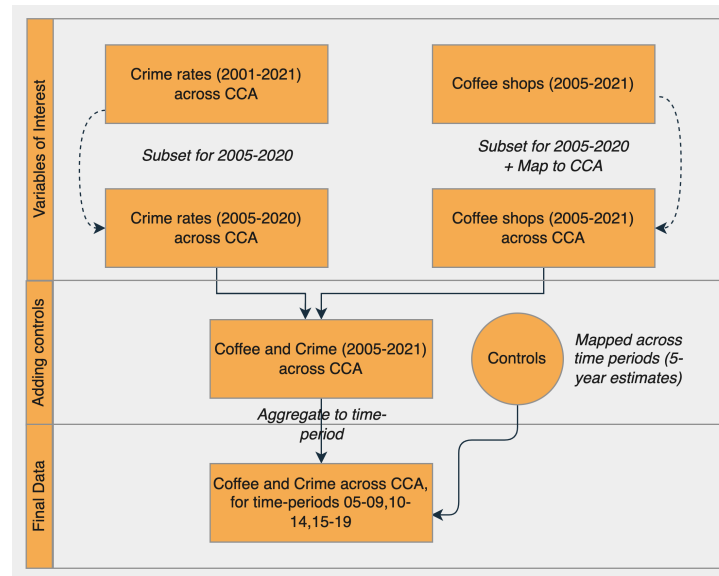 Variables of Interest
Crime rates (2001-2021)
across CCA
Coffee shops (2005-2021)
Subset for 2005-2020
Subset for 2005-2020
+ Map to CCA
Crime rates (2005-2020)
across CCA
Coffee shops (2005-2021)
across CCA
Adding controls
Coffee and Crime (2005-2021)
across CCA
Controls
Mapped across
time periods (5-
year estimates)
Aggregate to time-
period
Final Data
Coffee and Crime across CCA,
for time-periods 05-09,10-
14,15-19